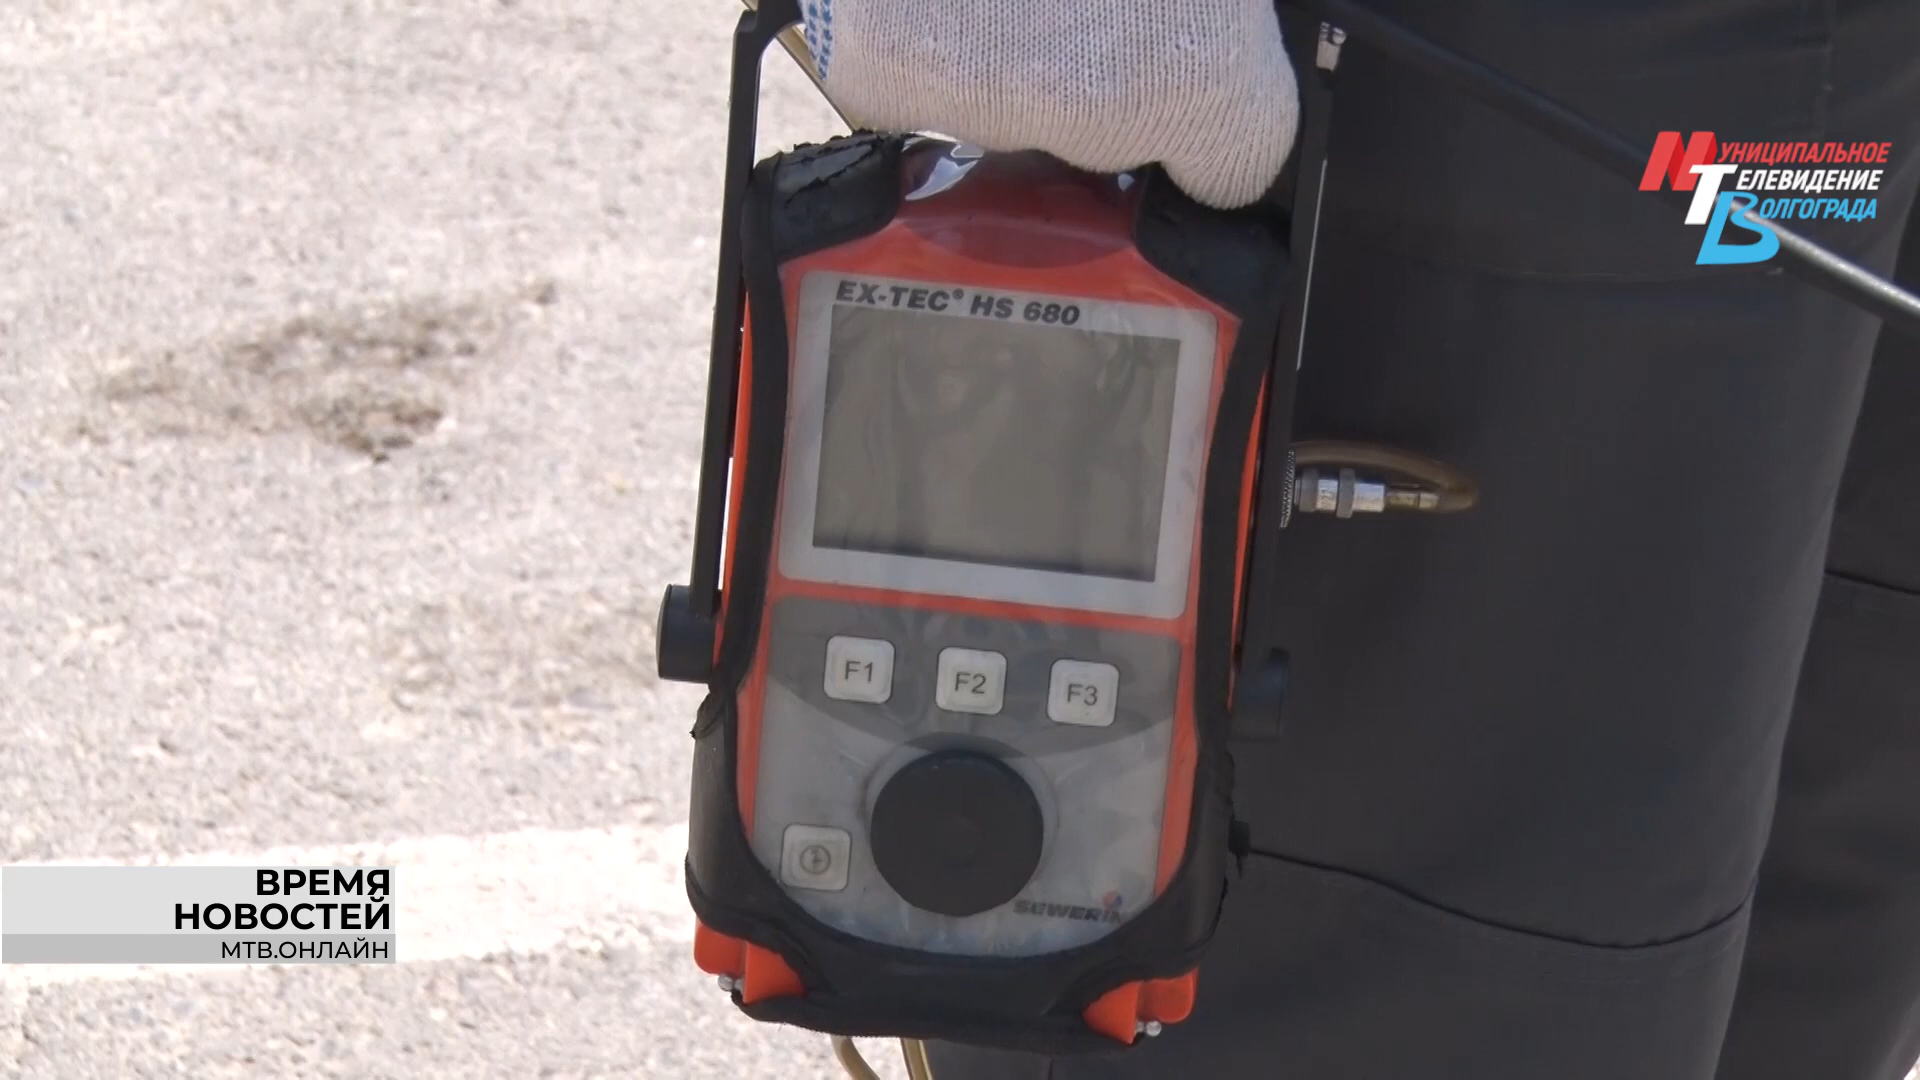 МУНИЦИПАЛЬНОЕ
ТЕЛЕВИДЕНИЕ
ВОЛГОГРАДА
EX-TEC® HS 680
F1 F2 F3
SEWERIN
ВРЕМЯ
НОВОСТЕЙ
МТВ.ОНЛАЙН